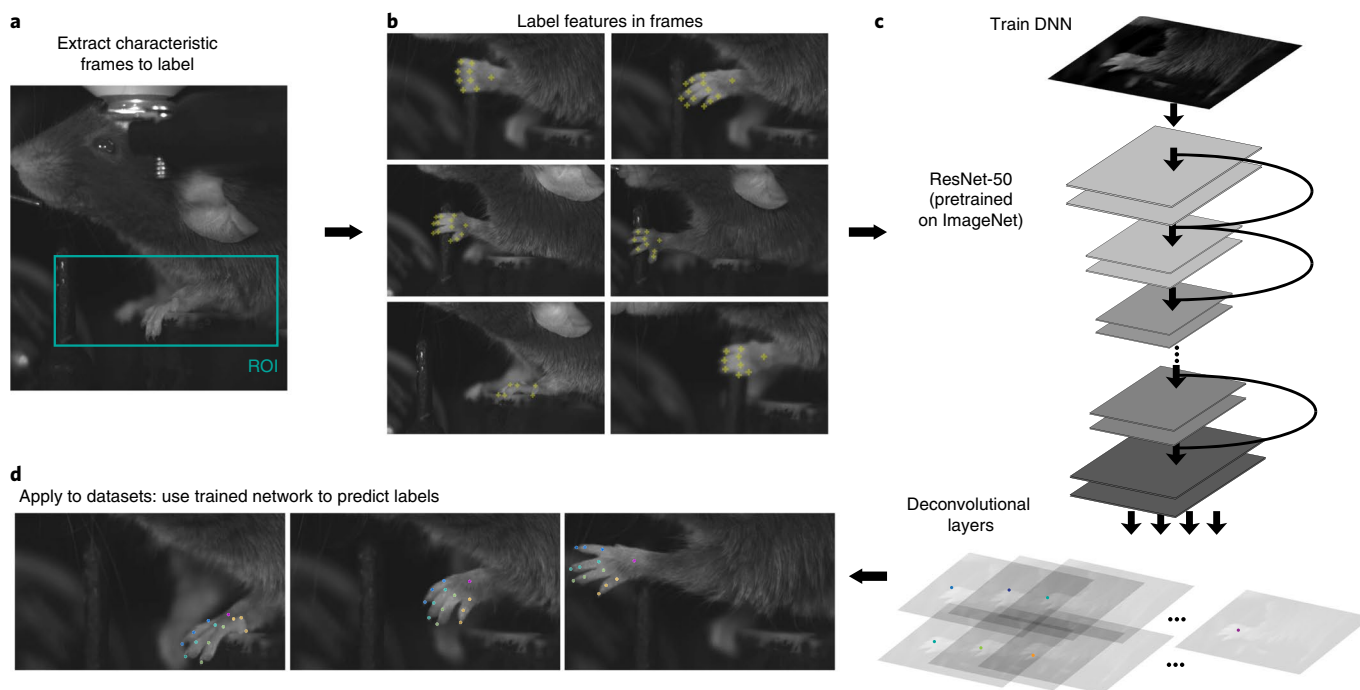 a
Extract characteristic
frames to label
ROI
b
Label features in frames
c
Train DNN
ResNet-50
(pretrained
on ImageNet)
Deconvolutional
layers
d
Apply to datasets: use trained network to predict labels